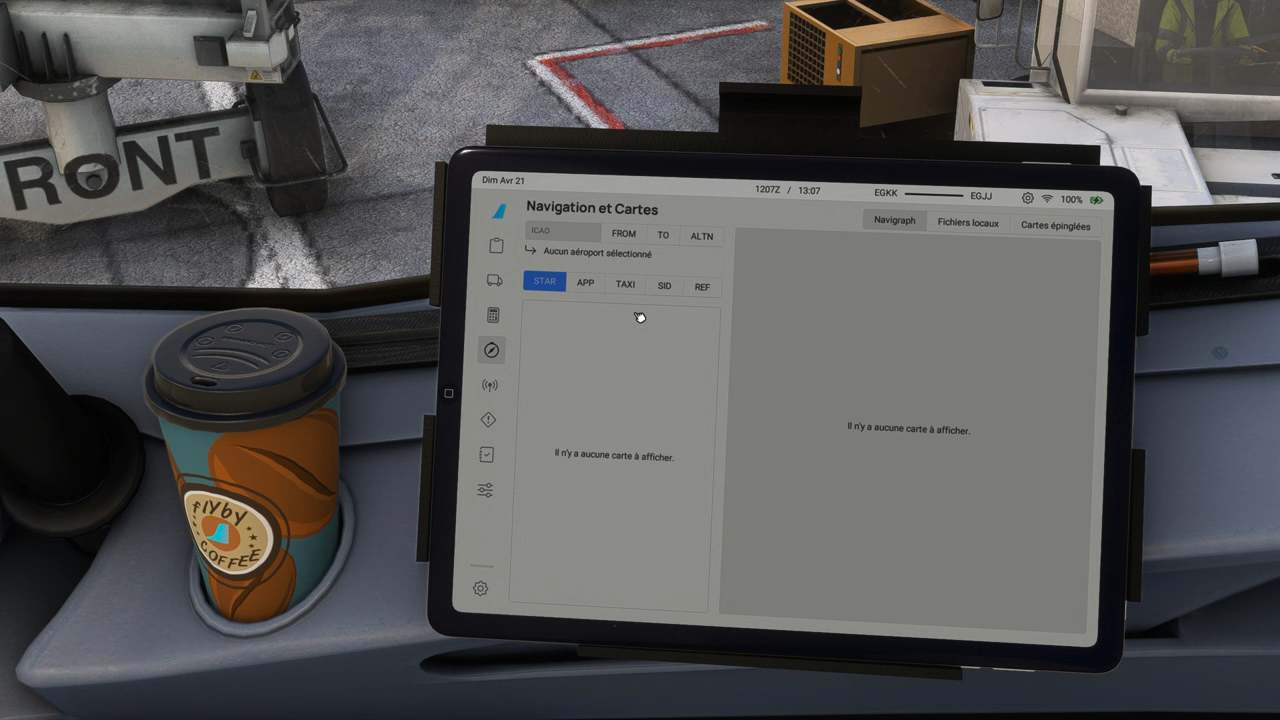 FRONT
Dim Avr 21
1207Z / 13:07
EGKK
EGJJ
100%
Navigation et Cartes
Navigraph
Fichiers locaux
Cartes épinglées
ICAO
FROM
TO
ALTN
Aucun aéroport sélectionné
STAR
APP
TAXI
SID
REF
Il n'y a aucune carte à afficher.
Il n'y a aucune carte à afficher.
flyby
COFFEE